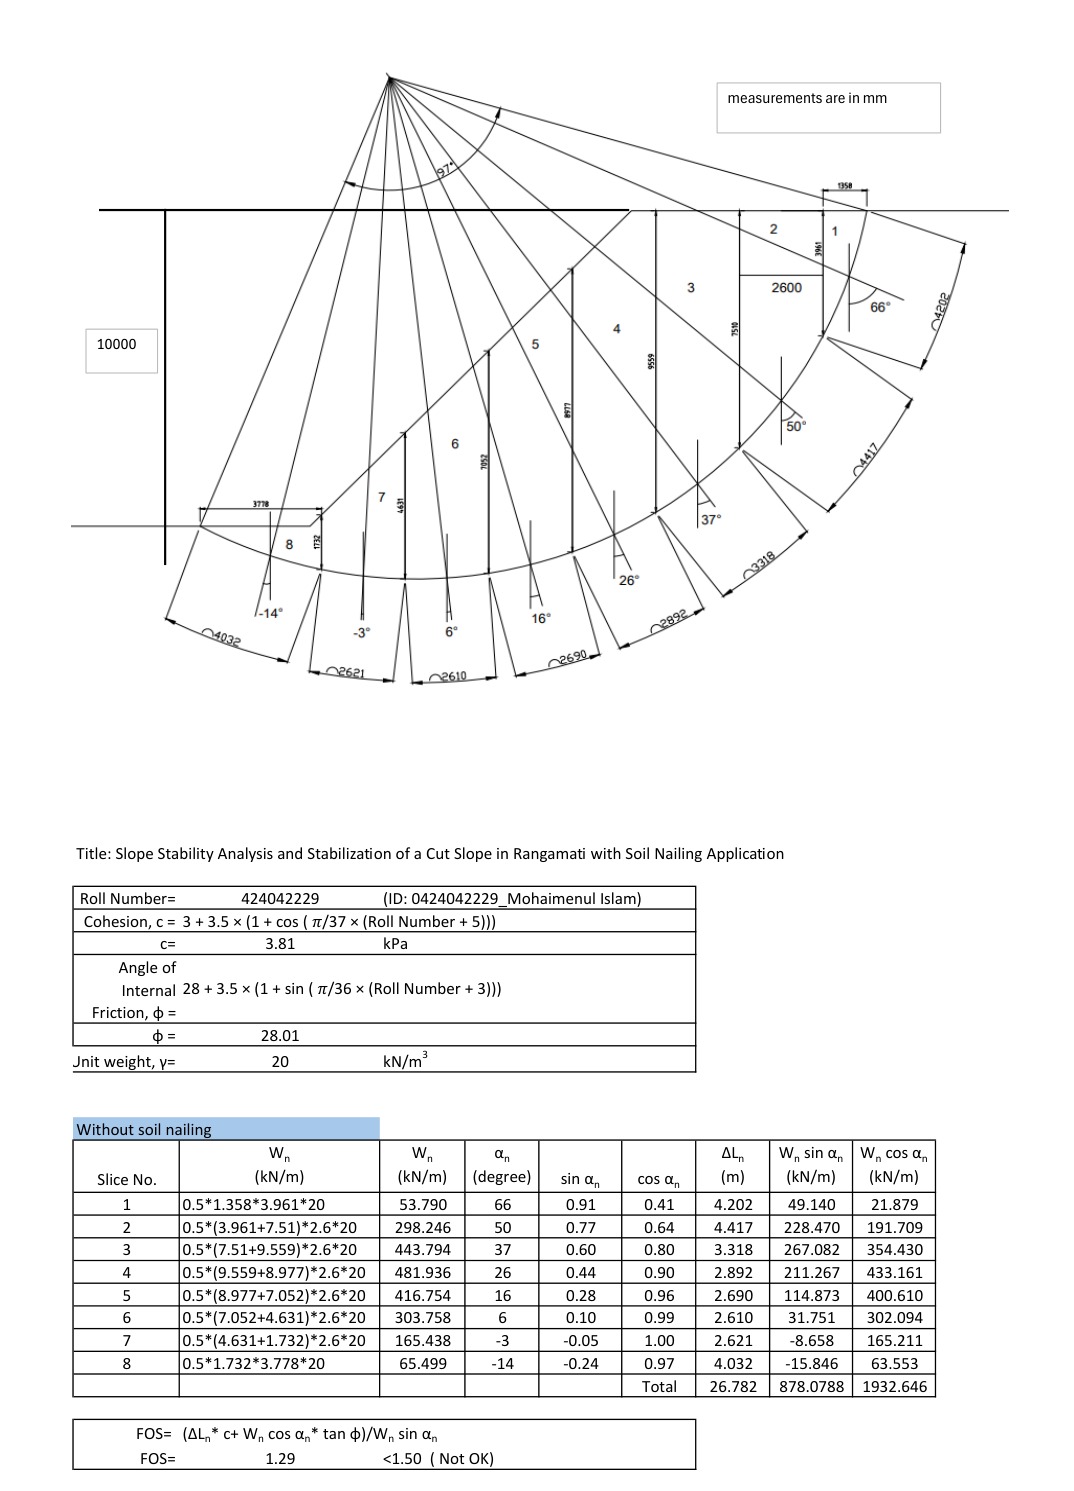 measurements are in mm
97°
1358
2
1
3961
2600
3
66°
4202
7510
4
5
9559
10000
8977
50°
4417
6
7052
7
4631
3778
37°
8
1732
3318
26°
-14°
16°
2892
-3°
6°
4032
2690
2621
2610
Title: Slope Stability Analysis and Stabilization of a Cut Slope in Rangamati with Soil Nailing Application
Roll Number= 424042229 (ID: 0424042229_Mohaimenul Islam)
Cohesion, c = 3 + 3.5 × (1 + cos ( π/37 × (Roll Number + 5)))
c= 3.81 kPa
Angle of
Internal 28 + 3.5 × (1 + sin ( π/36 × (Roll Number + 3)))
Friction, ϕ =
ϕ = 28.01
Unit weight, γ= 20 kN/m³
Without soil nailing
Slice No. Wₙ (kN/m) Wₙ (kN/m) αₙ (degree) sin αₙ cos αₙ ΔLₙ (m) Wₙ sin αₙ (kN/m) Wₙ cos αₙ (kN/m)
1 0.5*1.358*3.961*20 53.790 66 0.91 0.41 4.202 49.140 21.879
2 0.5*(3.961+7.51)*2.6*20 298.246 50 0.77 0.64 4.417 228.470 191.709
3 0.5*(7.51+9.559)*2.6*20 443.794 37 0.60 0.80 3.318 267.082 354.430
4 0.5*(9.559+8.977)*2.6*20 481.936 26 0.44 0.90 2.892 211.267 433.161
5 0.5*(8.977+7.052)*2.6*20 416.754 16 0.28 0.96 2.690 114.873 400.610
6 0.5*(7.052+4.631)*2.6*20 303.758 6 0.10 0.99 2.610 31.751 302.094
7 0.5*(4.631+1.732)*2.6*20 165.438 -3 -0.05 1.00 2.621 -8.658 165.211
8 0.5*1.732*3.778*20 65.499 -14 -0.24 0.97 4.032 -15.846 63.553
Total 26.782 878.0788 1932.646
FOS= (ΔLₙ* c+ Wₙ cos αₙ* tan ϕ)/Wₙ sin αₙ
FOS= 1.29 <1.50 ( Not OK)